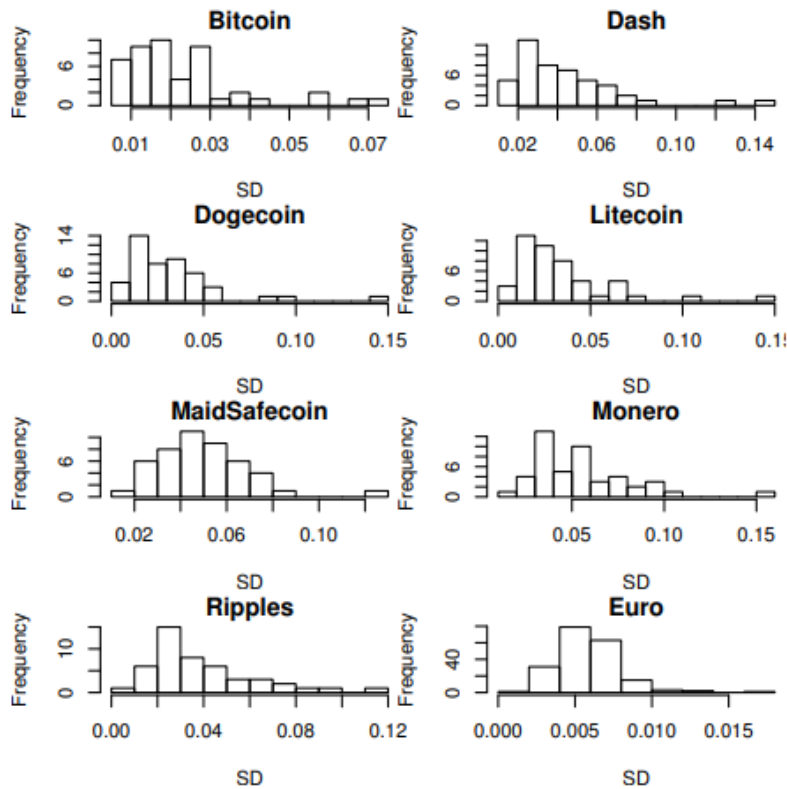 Bitcoin
Frequency
6
0
0.01 0.03 0.05 0.07
SD
Dash
Frequency
6
0
0.02 0.06 0.10 0.14
SD
Dogecoin
Frequency
14
6
0
0.00 0.05 0.10 0.15
SD
Litecoin
Frequency
6
0
0.00 0.05 0.10 0.15
SD
MaidSafecoin
Frequency
6
0
0.02 0.06 0.10
SD
Monero
Frequency
6
0
0.05 0.10 0.15
SD
Ripples
Frequency
10
0
0.00 0.04 0.08 0.12
SD
Euro
Frequency
40
0
0.000 0.005 0.010 0.015
SD